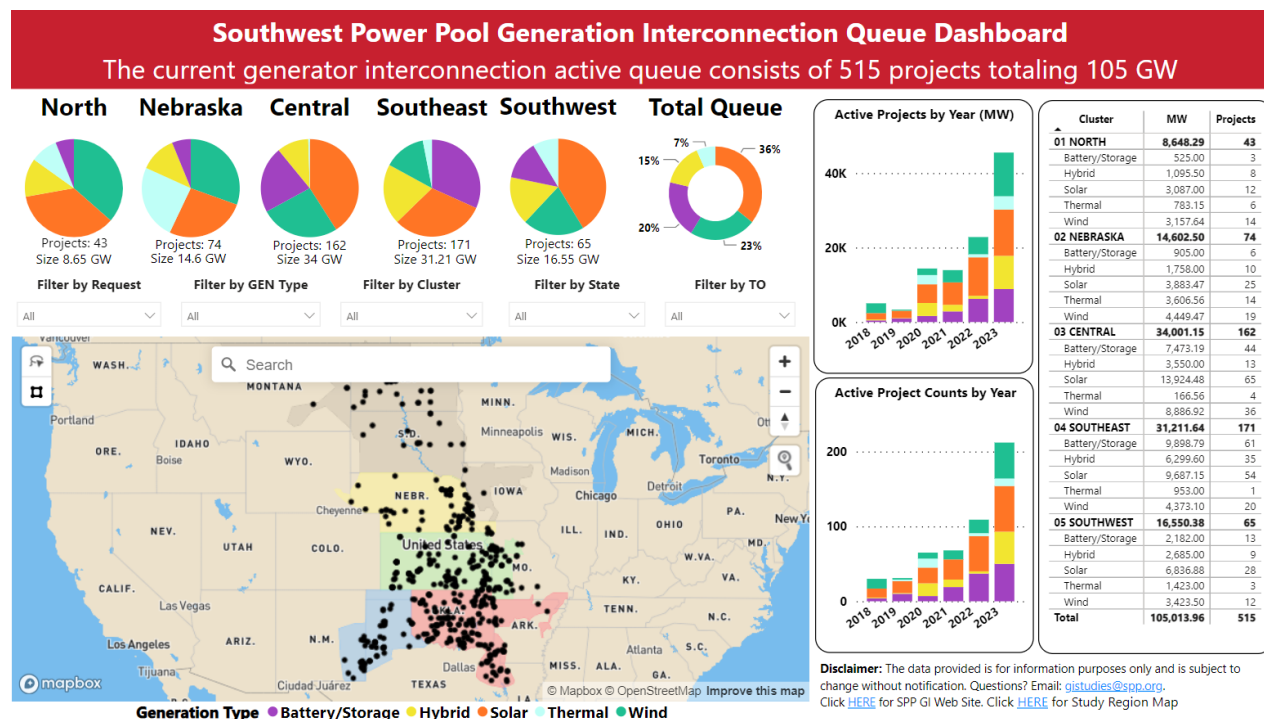 Southwest Power Pool Generation Interconnection Queue Dashboard
The current generator interconnection active queue consists of 515 projects totaling 105 GW
North
Projects: 43
Size 8.65 GW
Nebraska
Projects: 74
Size 14.6 GW
Central
Projects: 162
Size 34 GW
Southeast
Projects: 171
Size 31.21 GW
Southwest
Projects: 65
Size 16.55 GW
Total Queue
7%
36%
15%
20%
23%
Filter by Request
All
Filter by GEN Type
All
Filter by Cluster
All
Filter by State
All
Filter by TO
All
Search
Vancouver
WASH.
MONTANA
MINN.
Portland
S.D.
Minneapolis
WIS.
MICH.
Ott
ORE.
IDAHO
Boise
WYO.
Toronto
Madison
Detroit
N.Y.
Cheyenne
NEBR.
IOWA
Chicago
NEV.
UTAH
COLO.
United States
ILL.
IND.
OHIO
PA.
New Yo
MD.
MO.
W.VA.
CALIF.
KY.
VA.
Las Vegas
TENN.
N.C.
Los Angeles
ARIZ.
N.M.
KLA.
ARK.
Atlanta
S.C.
Tijuana
Dallas
MISS.
ALA.
GA.
Ciudad Juárez
TEXAS
LA.
mapbox
© Mapbox © OpenStreetMap Improve this map
Generation Type Battery/Storage Hybrid Solar Thermal Wind
Active Projects by Year (MW)
40K
20K
0K
2018 2019 2020 2021 2022 2023
Active Project Counts by Year
200
100
0
2018 2019 2020 2021 2022 2023
Cluster MW Projects
01 NORTH 8,648.29 43
Battery/Storage 525.00 3
Hybrid 1,095.50 8
Solar 3,087.00 12
Thermal 783.15 6
Wind 3,157.64 14
02 NEBRASKA 14,602.50 74
Battery/Storage 905.00 6
Hybrid 1,758.00 10
Solar 3,883.47 25
Thermal 3,606.56 14
Wind 4,449.47 19
03 CENTRAL 34,001.15 162
Battery/Storage 7,473.19 44
Hybrid 3,550.00 13
Solar 13,924.48 65
Thermal 166.56 4
Wind 8,886.92 36
04 SOUTHEAST 31,211.64 171
Battery/Storage 9,898.79 61
Hybrid 6,299.60 35
Solar 9,687.15 54
Thermal 953.00 1
Wind 4,373.10 20
05 SOUTHWEST 16,550.38 65
Battery/Storage 2,182.00 13
Hybrid 2,685.00 9
Solar 6,836.88 28
Thermal 1,423.00 3
Wind 3,423.50 12
Total 105,013.96 515
Disclaimer: The data provided is for information purposes only and is subject to
change without notification. Questions? Email: gistudies@spp.org.
Click HERE for SPP GI Web Site. Click HERE for Study Region Map